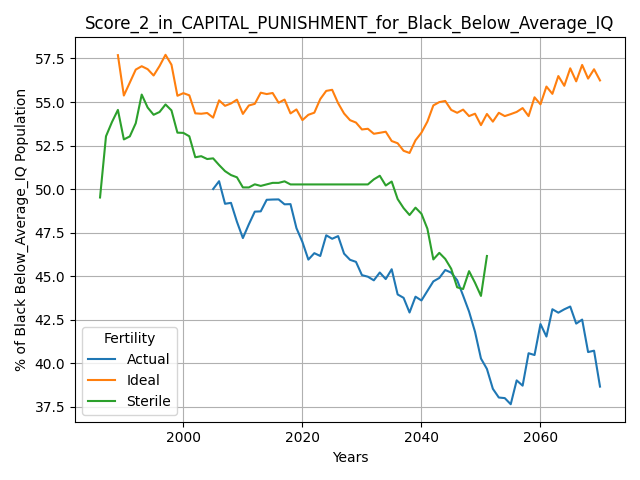 Score_2_in_CAPITAL_PUNISHMENT_for_Black_Below_Average_IQ
% of Black Below_Average_IQ Population
57.5
55.0
52.5
50.0
47.5
45.0
42.5
40.0
37.5
Fertility
Actual
Ideal
Sterile
2000
2020
2040
2060
Years